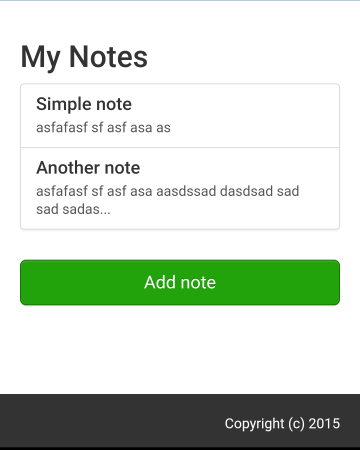 My Notes
Simple note
asfafasf sf asf asa as
Another note
asfafasf sf asf asa aasdssad dasdsad sad
sad sadas...
Add note
Copyright (c) 2015